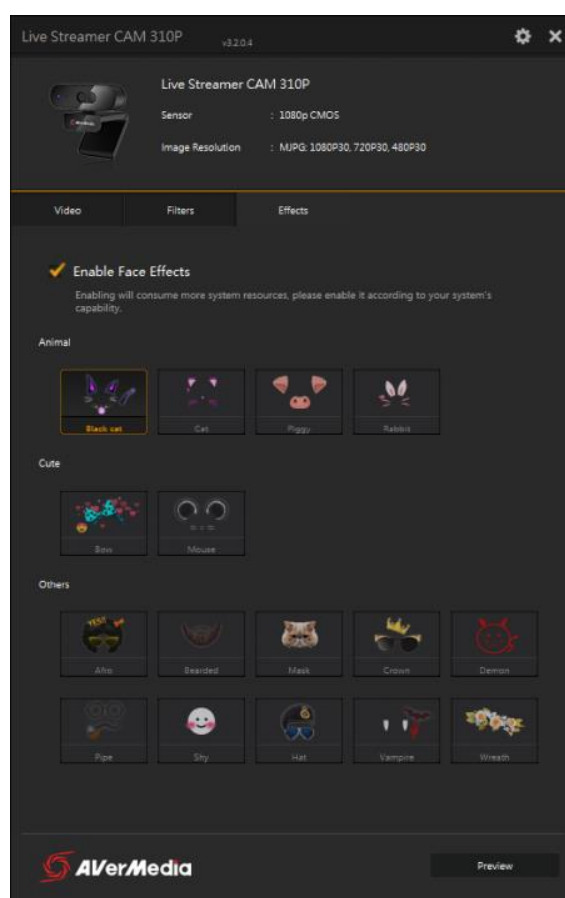 Live Streamer CAM 310P v3.2.0.4
Live Streamer CAM 310P
Sensor : 1080p CMOS
Image Resolution : MJPG: 1080P30, 720P30, 480P30
Video Filters Effects
Enable Face Effects
Enabling will consume more system resources, please enable it according to your system's
capability.
Animal
Black cat Cat Piggy Rabbit
Cute
Bow Mouse
Others
YES!!
Afro Bearded Mask Crown Demon
Pipe Shy Hat Vampire Wreath
AVerMedia
Preview